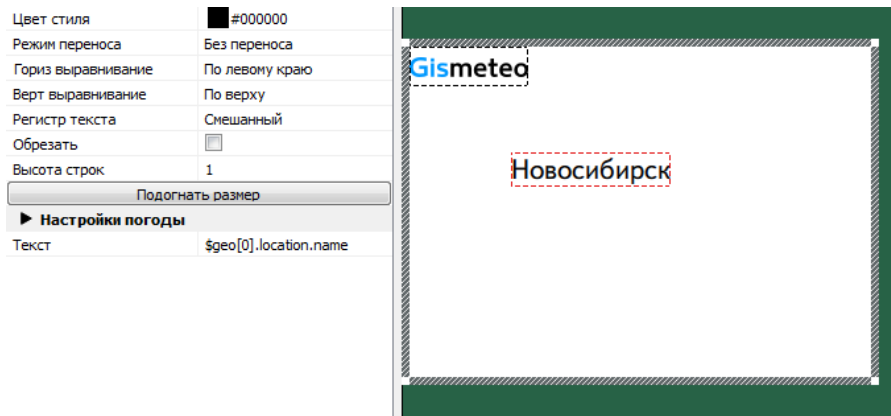 Цвет стиля #000000
Режим переноса Без переноса
Гориз выравнивание По левому краю
Верт выравнивание По верху
Регистр текста Смешанный
Обрезать
Высота строк 1
Подогнать размер
Настройки погоды
Текст $geo[0].location.name
Gismeteo
Новосибирск